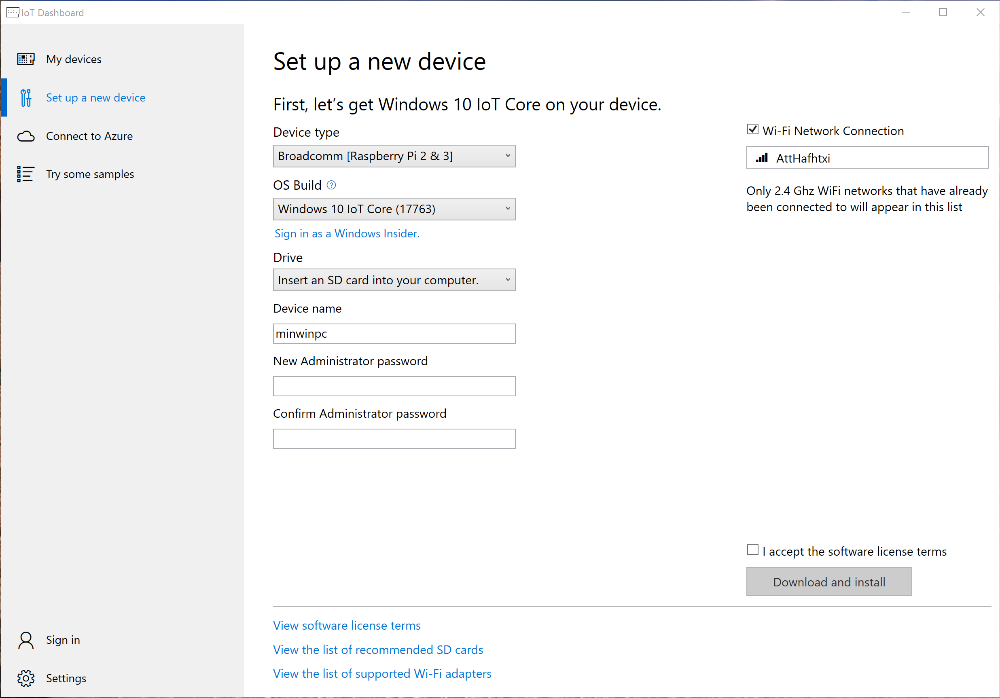 IoT Dashboard
My devices
Set up a new device
Connect to Azure
Try some samples
Sign in
Settings
Set up a new device
First, let’s get Windows 10 IoT Core on your device.
Device type
Broadcomm [Raspberry Pi 2 & 3]
OS Build ?
Windows 10 IoT Core (17763)
Sign in as a Windows Insider.
Drive
Insert an SD card into your computer.
Device name
minwinpc
New Administrator password
Confirm Administrator password
Wi-Fi Network Connection
AttHafhtxi
Only 2.4 Ghz WiFi networks that have already
been connected to will appear in this list
I accept the software license terms
Download and install
View software license terms
View the list of recommended SD cards
View the list of supported Wi-Fi adapters